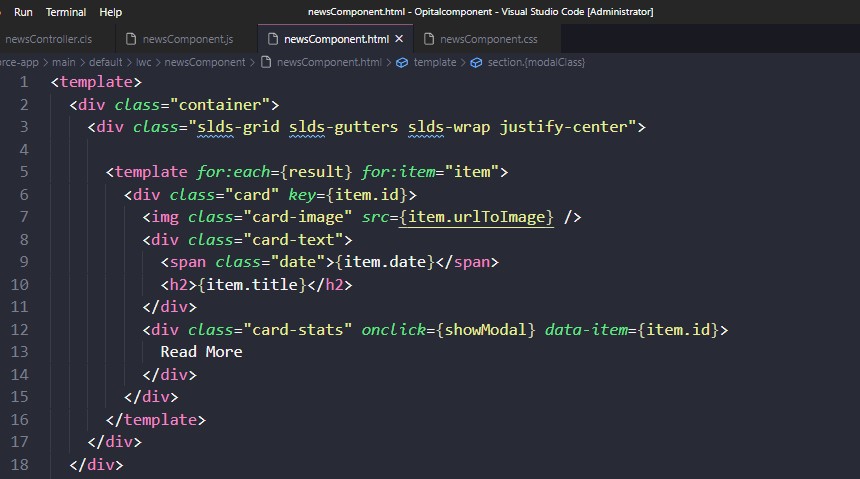 Run Terminal Help newsComponent.html - Opitalcomponent - Visual Studio Code [Administrator]
newsController.cls newsComponent.js newsComponent.html × newsComponent.css
orce-app > main > default > lwc > newsComponent > newsComponent.html > template > section.{modalClass}
1 <template>
2 <div class="container">
3 <div class="slds-grid slds-gutters slds-wrap justify-center">
4
5 <template for:each={result} for:item="item">
6 <div class="card" key={item.id}>
7 <img class="card-image" src={item.urlToImage} />
8 <div class="card-text">
9 <span class="date">{item.date}</span>
10 <h2>{item.title}</h2>
11 </div>
12 <div class="card-stats" onclick={showModal} data-item={item.id}>
13 Read More
14 </div>
15 </div>
16 </template>
17 </div>
18 </div>